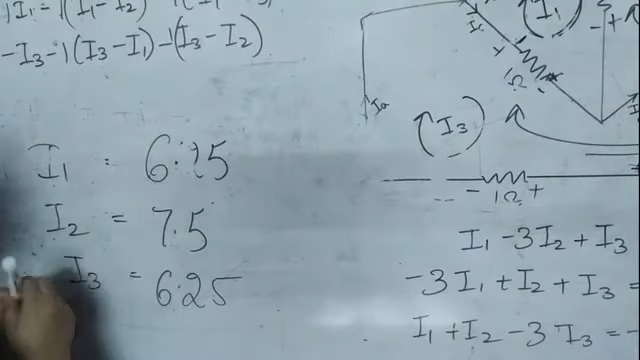 -I₃-1(I₃-I₁)-1(I₃-I₂)
I₁ = 6.25
I₂ = 7.5
I₃ = 6.25
I₁
1Ω
I₃
- 1Ω +
I₁ -3I₂ + I₃
-3I₁ + I₂ + I₃ =
I₁ + I₂ - 3I₃ = -